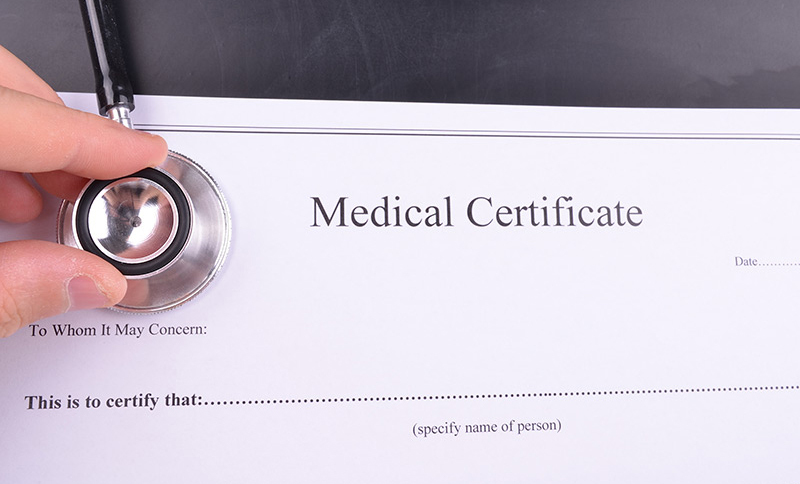 Medical Certificate
Date..........
To Whom It May Concern:
This is to certify that:................................................................................................
(specify name of person)